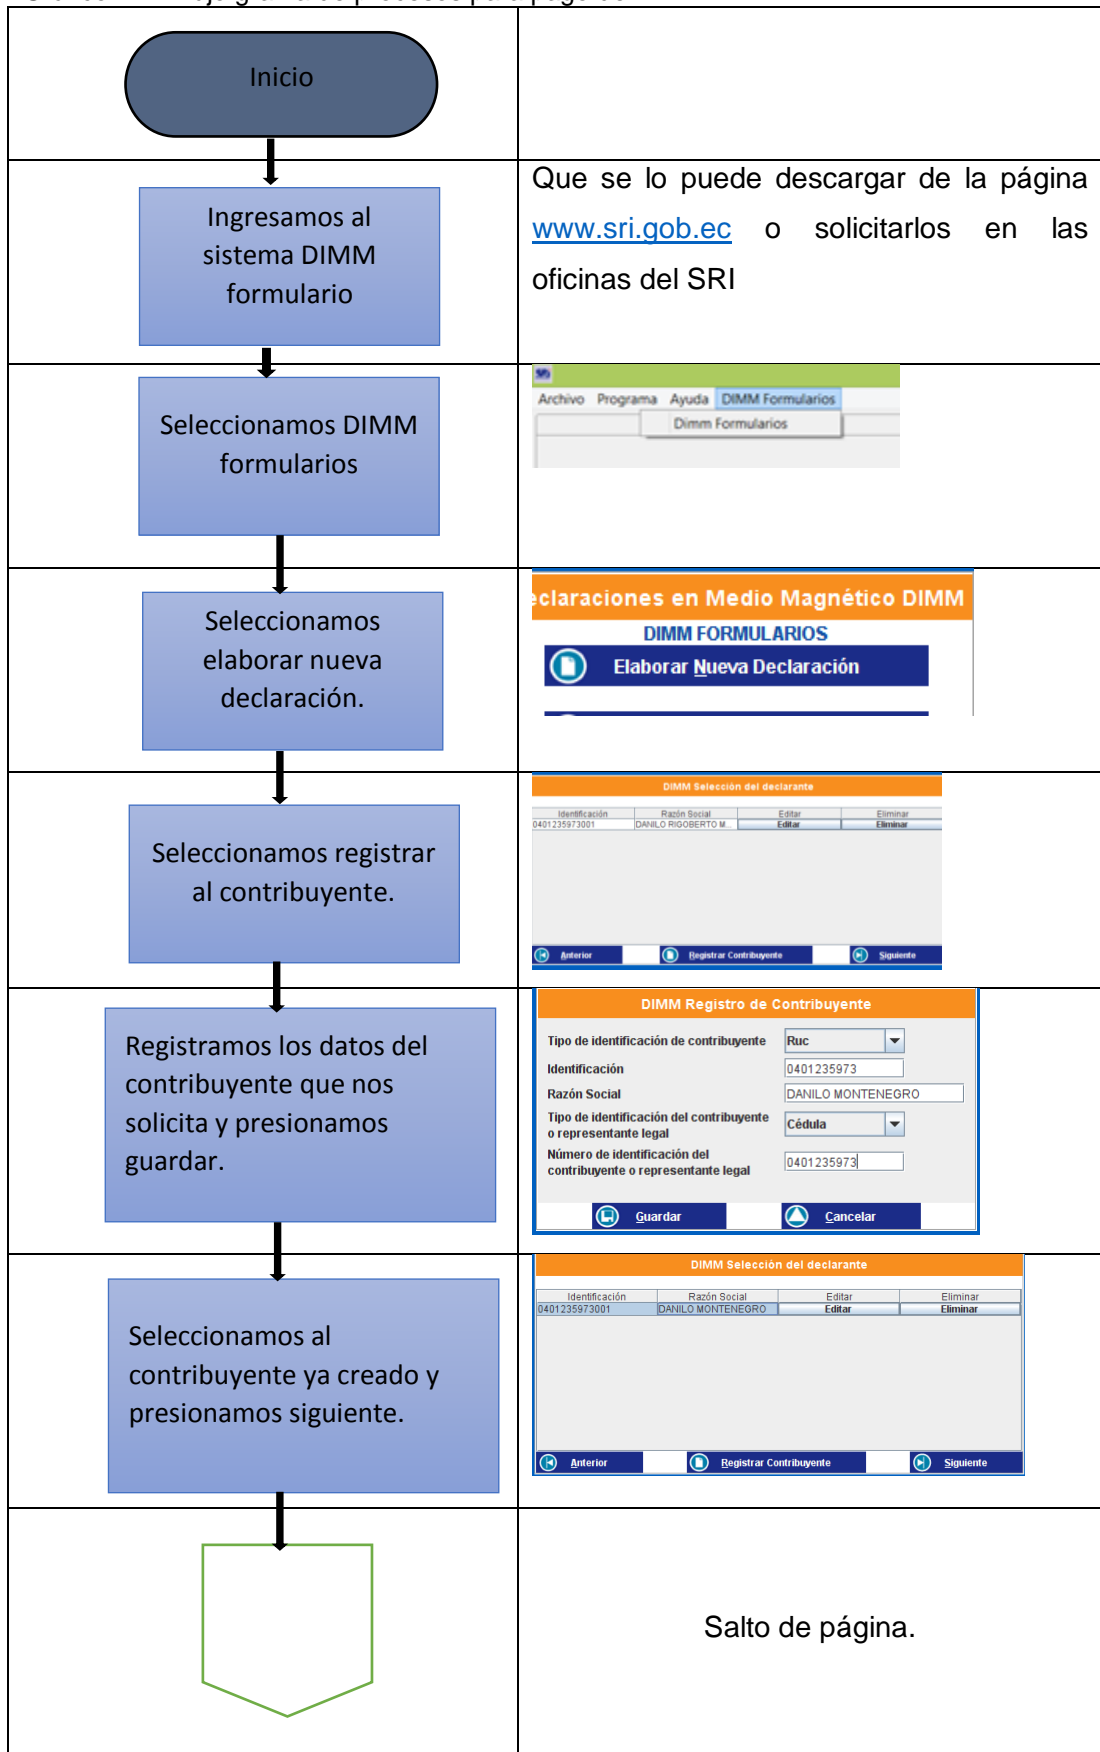 Inicio
Ingresamos al
sistema DIMM
formulario
Que se lo puede descargar de la página
www.sri.gob.ec o solicitarlos en las
oficinas del SRI
Seleccionamos DIMM
formularios
Archivo Programa Ayuda DIMM Formularios
Dimm Formularios
Seleccionamos
elaborar nueva
declaración.
eclaraciones en Medio Magnético DIMM
DIMM FORMULARIOS
Elaborar Nueva Declaración
Seleccionamos registrar
al contribuyente.
DIMM Selección del declarante
Identificación Razón Social Editar Eliminar
0401235973001 DANILO RIGOBERTO M... Editar Eliminar
Anterior Registrar Contribuyente Siguiente
Registramos los datos del
contribuyente que nos
solicita y presionamos
guardar.
DIMM Registro de Contribuyente
Tipo de identificación de contribuyente Ruc
Identificación 0401235973
Razón Social DANILO MONTENEGRO
Tipo de identificación del contribuyente
o representante legal Cédula
Número de identificación del
contribuyente o representante legal 0401235973
Guardar Cancelar
Seleccionamos al
contribuyente ya creado y
presionamos siguiente.
DIMM Selección del declarante
Identificación Razón Social Editar Eliminar
0401235973001 DANILO MONTENEGRO Editar Eliminar
Anterior Registrar Contribuyente Siguiente
Salto de página.